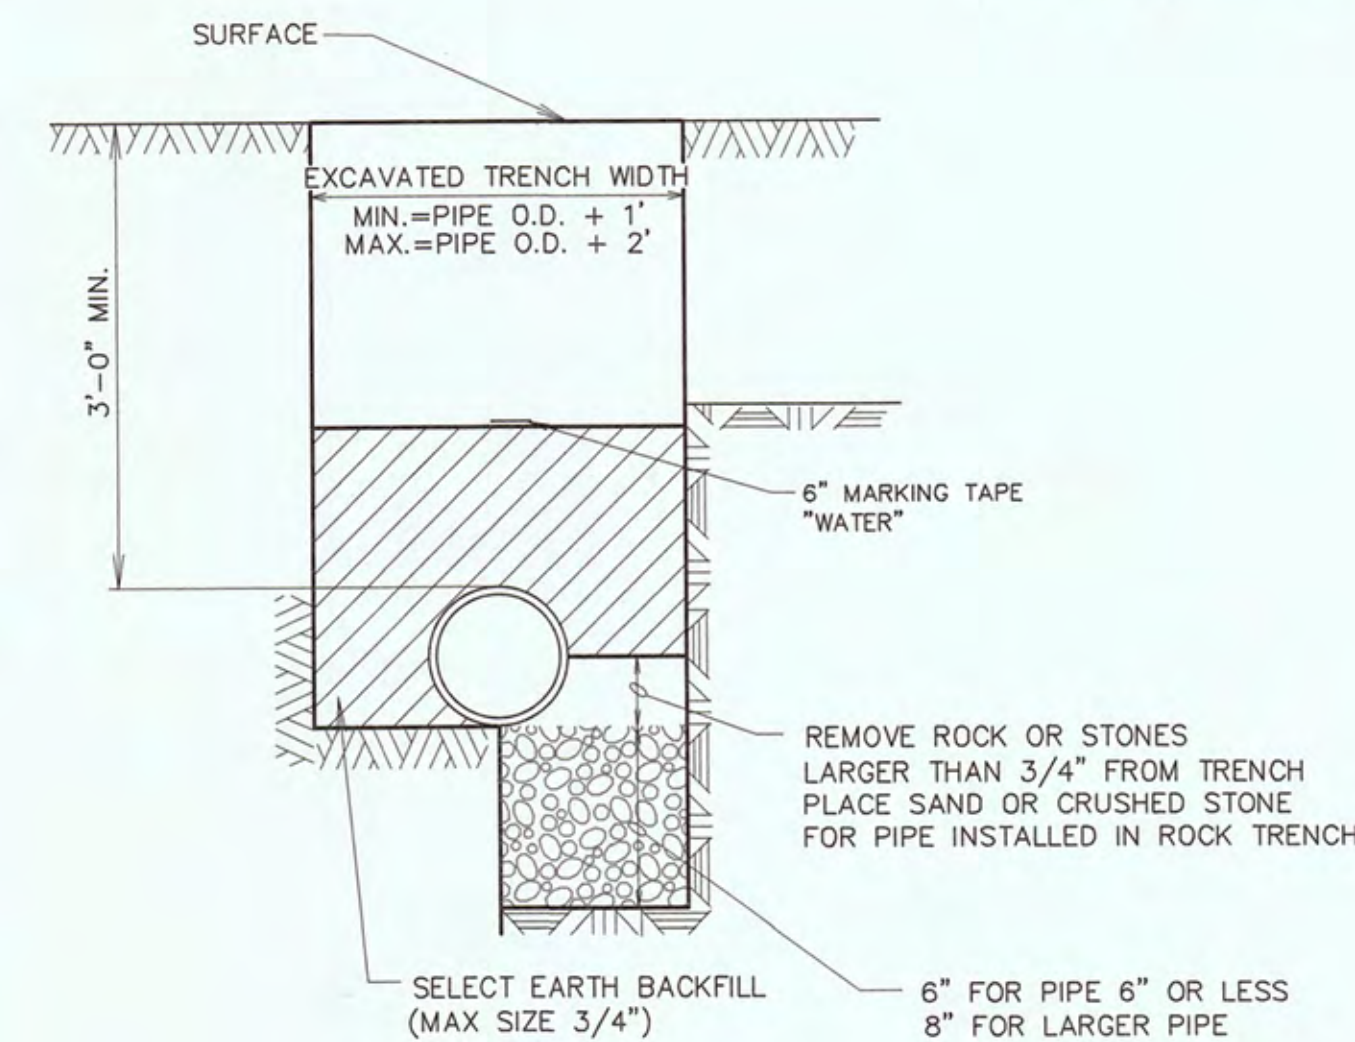 SURFACE
EXCAVATED TRENCH WIDTH
MIN.=PIPE O.D. + 1'
MAX.=PIPE O.D. + 2'
3'-0" MIN.
6" MARKING TAPE
"WATER"
REMOVE ROCK OR STONES
LARGER THAN 3/4" FROM TRENCH
PLACE SAND OR CRUSHED STONE
FOR PIPE INSTALLED IN ROCK TRENCH
SELECT EARTH BACKFILL
(MAX SIZE 3/4")
6" FOR PIPE 6" OR LESS
8" FOR LARGER PIPE